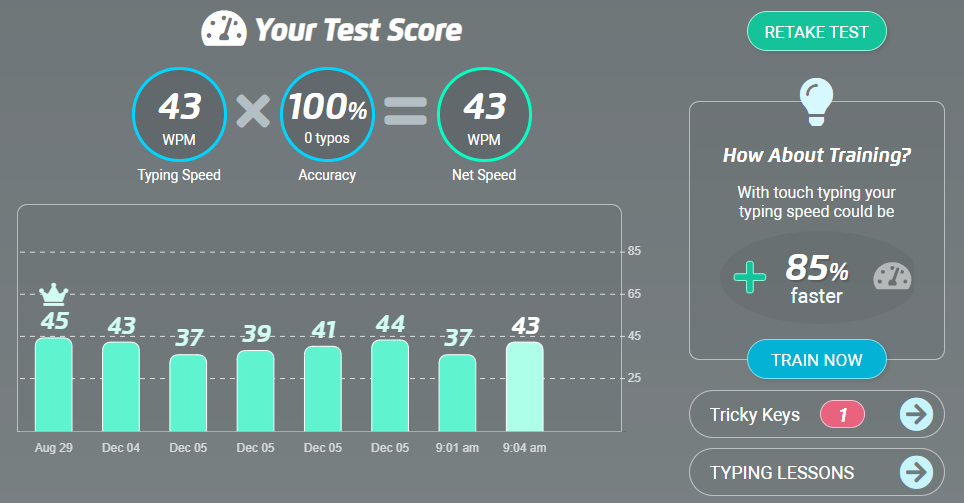 Your Test Score
RETAKE TEST
43
WPM
Typing Speed
100%
0 typos
Accuracy
43
WPM
Net Speed
How About Training?
With touch typing your
typing speed could be
85%
faster
TRAIN NOW
Tricky Keys 1
TYPING LESSONS
85
65
45
25
45 43 37 39 41 44 37 43
Aug 29 Dec 04 Dec 05 Dec 05 Dec 05 Dec 05 9:01 am 9:04 am